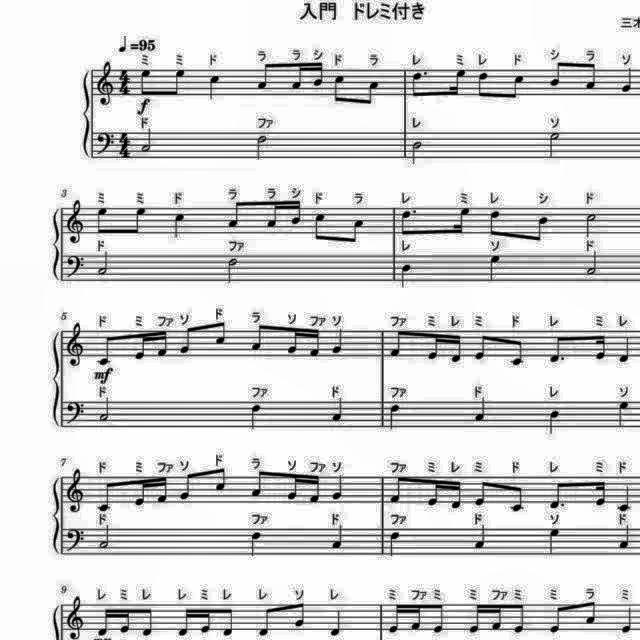 入門 ドレミ付き
三木
♩=95
ミ ミ ド ララシドラ レ ミレド シラソ
f
ド ファ レ ソ
3
ミ ミ ド ラ ラシドラ レ ミレシド
ド ファ レ ソ ド
5
ド ミファソド ラ ソファソ ファ ミレミドレ ミレ
mf
ド ファ ド ファ ド レ ソ
7
ド ミファソド ラ ソファソ ファ ミレミドレ ミド
ド ファ ド ファ ド ソ ド
9
レミレ レミレ レソレ ミファミ ミファミ ミラミ